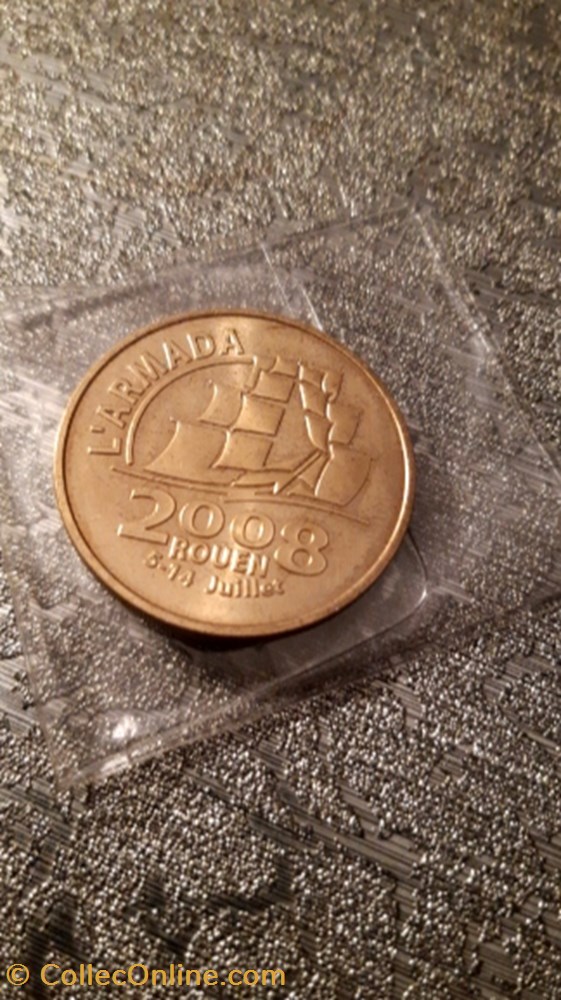 L'ARMADA
2008
ROUEN
5-14 Juillet
© CollecOnline.com